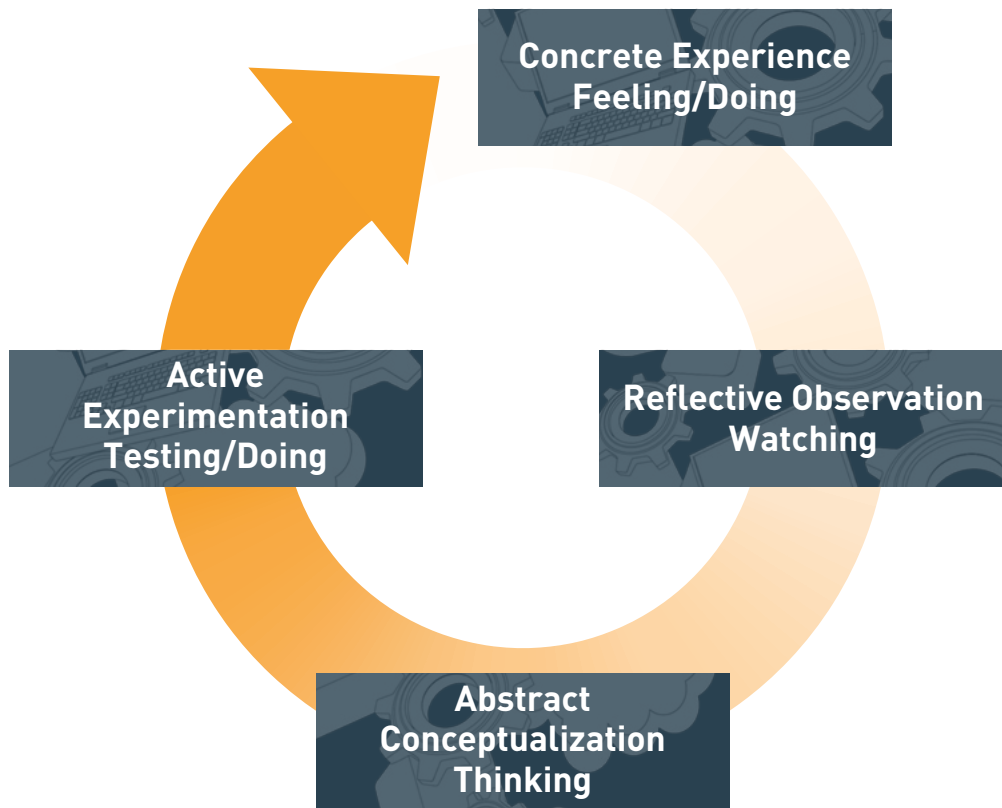 Concrete Experience
Feeling/Doing
Reflective Observation
Watching
Abstract
Conceptualization
Thinking
Active
Experimentation
Testing/Doing